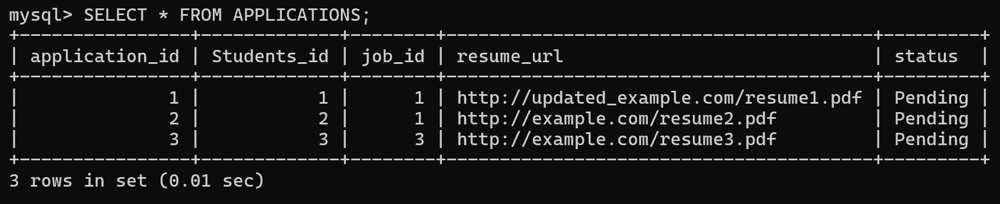 mysql> SELECT * FROM APPLICATIONS;
+----------------+-------------+--------+----------------------------------------+---------+
| application_id | Students_id | job_id | resume_url                             | status  |
+----------------+-------------+--------+----------------------------------------+---------+
|              1 |           1 |      1 | http://updated_example.com/resume1.pdf | Pending |
|              2 |           2 |      1 | http://example.com/resume2.pdf         | Pending |
|              3 |           3 |      3 | http://example.com/resume3.pdf         | Pending |
+----------------+-------------+--------+----------------------------------------+---------+
3 rows in set (0.01 sec)